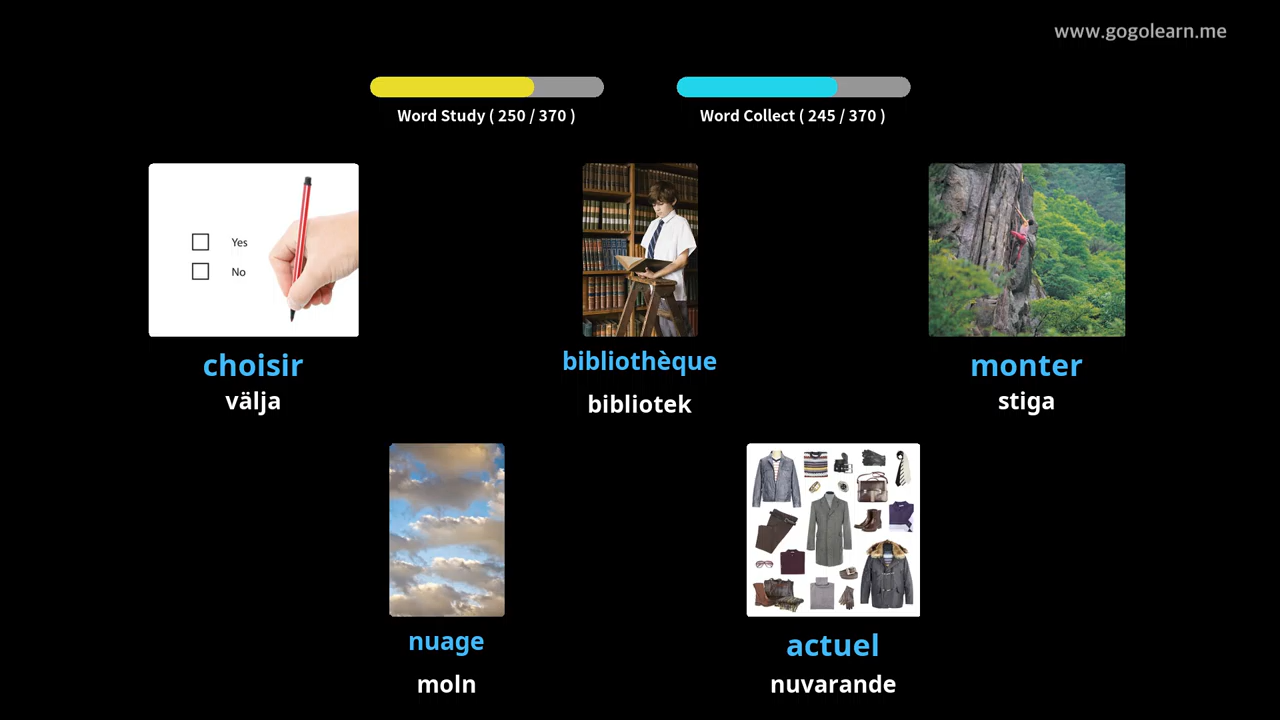 www.gogolearn.me
Word Study ( 250 / 370 )
Word Collect ( 245 / 370 )
Yes
No
choisir
välja
bibliothèque
bibliotek
monter
stiga
nuage
moln
actuel
nuvarande